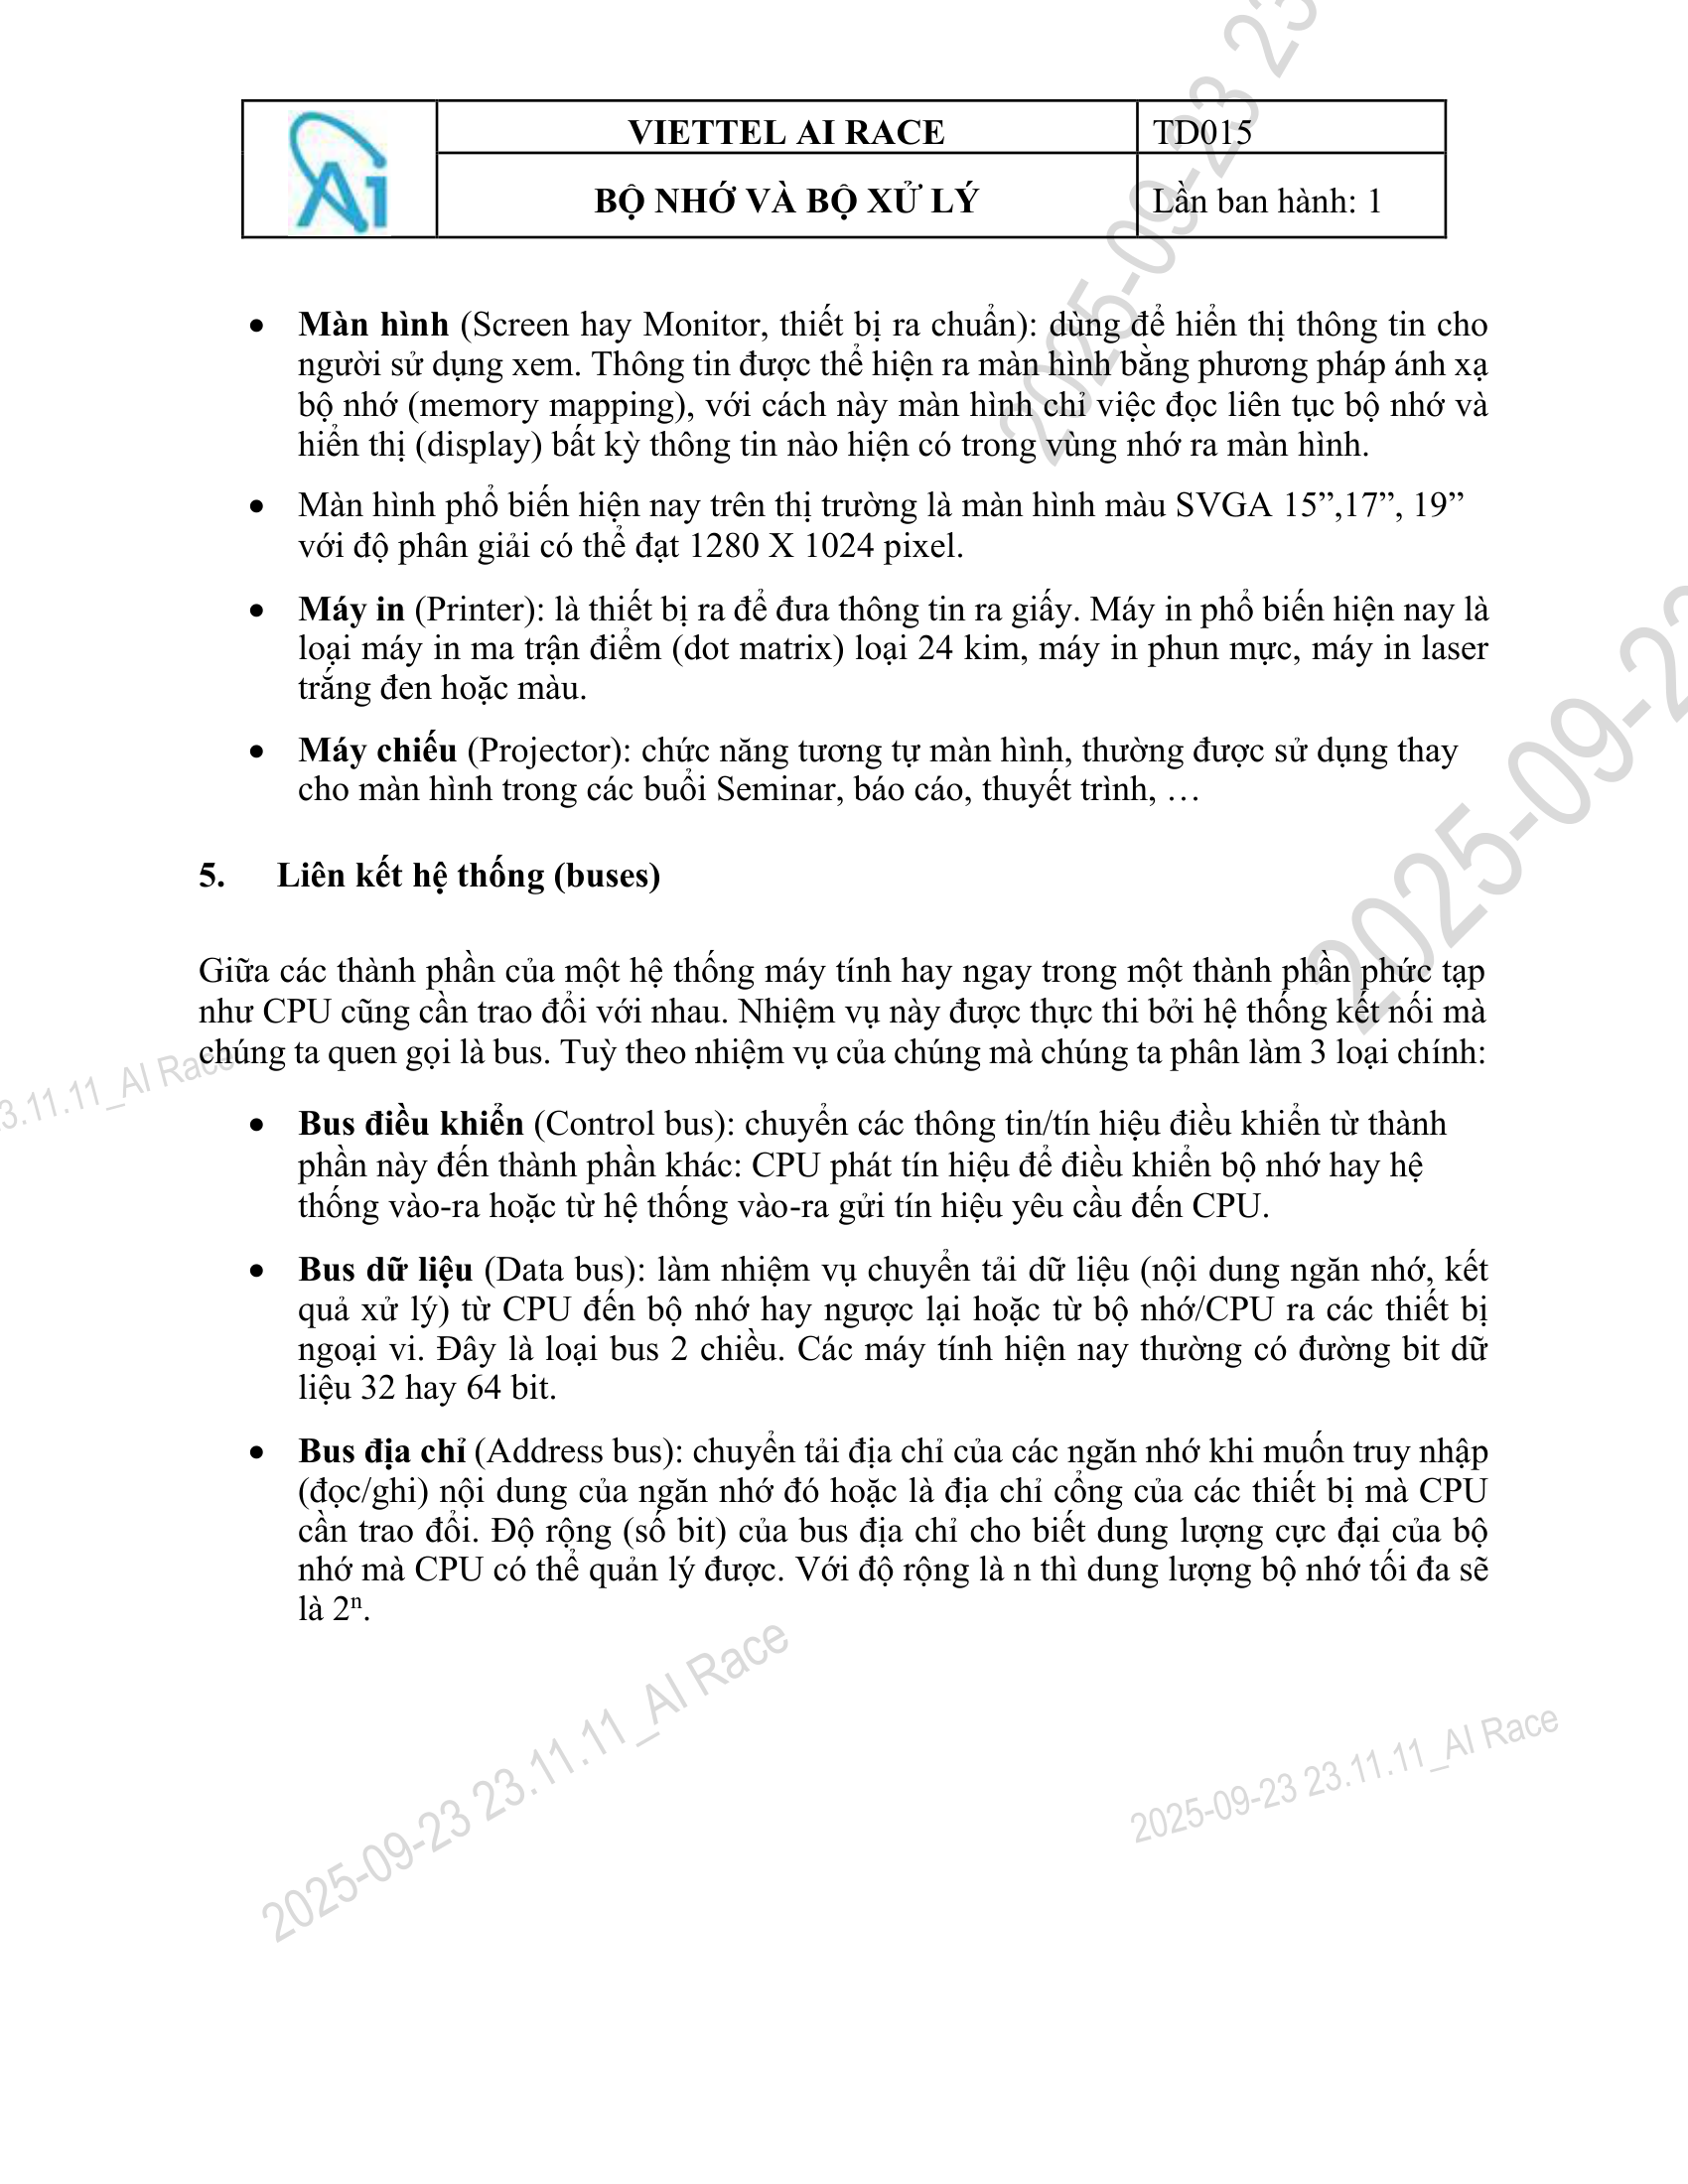 Ai
VIETTEL AI RACE
TD015
BỘ NHỚ VÀ BỘ XỬ LÝ
Lần ban hành: 1
• Màn hình (Screen hay Monitor, thiết bị ra chuẩn): dùng để hiển thị thông tin cho
người sử dụng xem. Thông tin được thể hiện ra màn hình bằng phương pháp ánh xạ
bộ nhớ (memory mapping), với cách này màn hình chỉ việc đọc liên tục bộ nhớ và
hiển thị (display) bất kỳ thông tin nào hiện có trong vùng nhớ ra màn hình.
• Màn hình phổ biến hiện nay trên thị trường là màn hình màu SVGA 15”,17”, 19”
với độ phân giải có thể đạt 1280 X 1024 pixel.
• Máy in (Printer): là thiết bị ra để đưa thông tin ra giấy. Máy in phổ biến hiện nay là
loại máy in ma trận điểm (dot matrix) loại 24 kim, máy in phun mực, máy in laser
trắng đen hoặc màu.
• Máy chiếu (Projector): chức năng tương tự màn hình, thường được sử dụng thay
cho màn hình trong các buổi Seminar, báo cáo, thuyết trình, …
5. Liên kết hệ thống (buses)
Giữa các thành phần của một hệ thống máy tính hay ngay trong một thành phần phức tạp
như CPU cũng cần trao đổi với nhau. Nhiệm vụ này được thực thi bởi hệ thống kết nối mà
chúng ta quen gọi là bus. Tuỳ theo nhiệm vụ của chúng mà chúng ta phân làm 3 loại chính:
• Bus điều khiển (Control bus): chuyển các thông tin/tín hiệu điều khiển từ thành
phần này đến thành phần khác: CPU phát tín hiệu để điều khiển bộ nhớ hay hệ
thống vào-ra hoặc từ hệ thống vào-ra gửi tín hiệu yêu cầu đến CPU.
• Bus dữ liệu (Data bus): làm nhiệm vụ chuyển tải dữ liệu (nội dung ngăn nhớ, kết
quả xử lý) từ CPU đến bộ nhớ hay ngược lại hoặc từ bộ nhớ/CPU ra các thiết bị
ngoại vi. Đây là loại bus 2 chiều. Các máy tính hiện nay thường có đường bit dữ
liệu 32 hay 64 bit.
• Bus địa chỉ (Address bus): chuyển tải địa chỉ của các ngăn nhớ khi muốn truy nhập
(đọc/ghi) nội dung của ngăn nhớ đó hoặc là địa chỉ cổng của các thiết bị mà CPU
cần trao đổi. Độ rộng (số bit) của bus địa chỉ cho biết dung lượng cực đại của bộ
nhớ mà CPU có thể quản lý được. Với độ rộng là n thì dung lượng bộ nhớ tối đa sẽ
là 2ⁿ.
2025-09-23 23
2025-09-23
3.11.11_AI Race
2025-09-23 23.11.11_AI Race
2025-09-23 23.11.11_AI Race